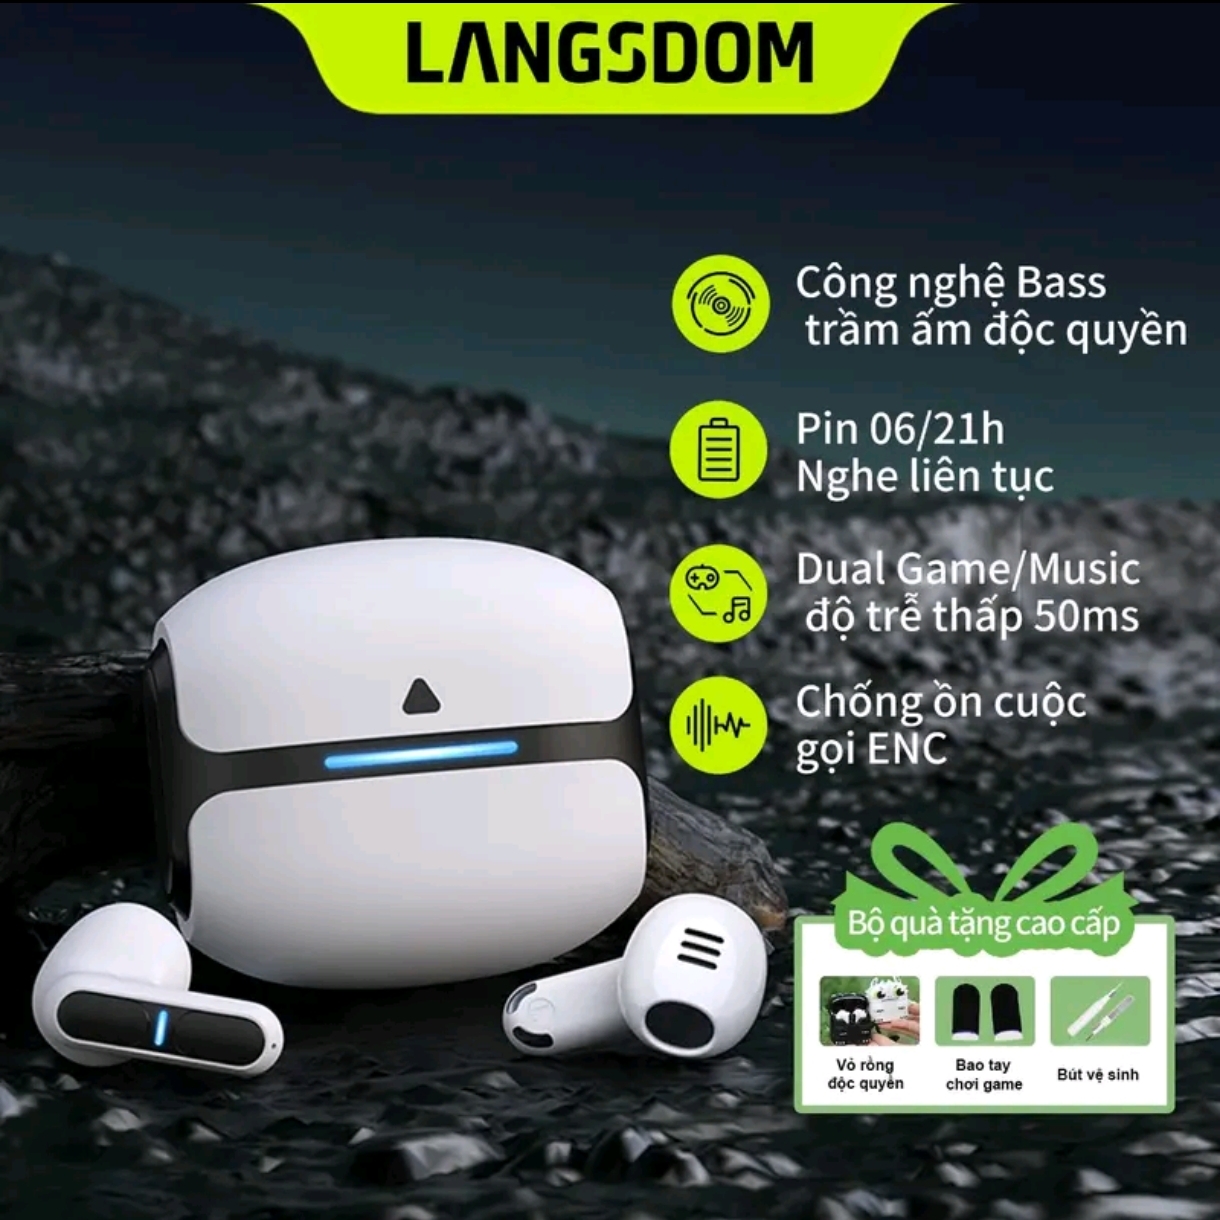 LANGSDOM
Công nghệ Bass
trầm ấm độc quyền
Pin 06/21h
Nghe liên tục
Dual Game/Music
độ trễ thấp 50ms
Chống ồn cuộc
gọi ENC
Bộ quà tặng cao cấp
Vỏ rồng
độc quyền
Bao tay
chơi game
Bút vệ sinh